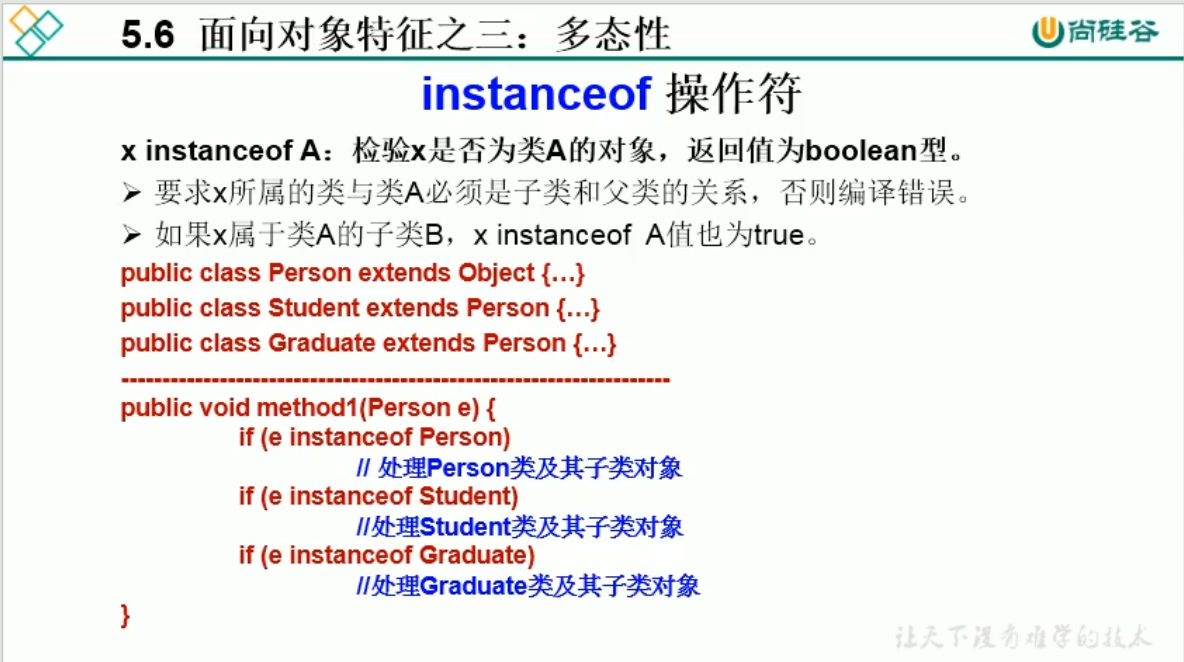 5.6 面向对象特征之三：多态性
尚硅谷
instanceof 操作符
x instanceof A：检验x是否为类A的对象，返回值为boolean型。
➢ 要求x所属的类与类A必须是子类和父类的关系，否则编译错误。
➢ 如果x属于类A的子类B，x instanceof A值也为true。
public class Person extends Object {…}
public class Student extends Person {…}
public class Graduate extends Person {…}
-------------------------------------------------------------------
public void method1(Person e) {
if (e instanceof Person)
// 处理Person类及其子类对象
if (e instanceof Student)
//处理Student类及其子类对象
if (e instanceof Graduate)
//处理Graduate类及其子类对象
}
让天下没有难学的技术